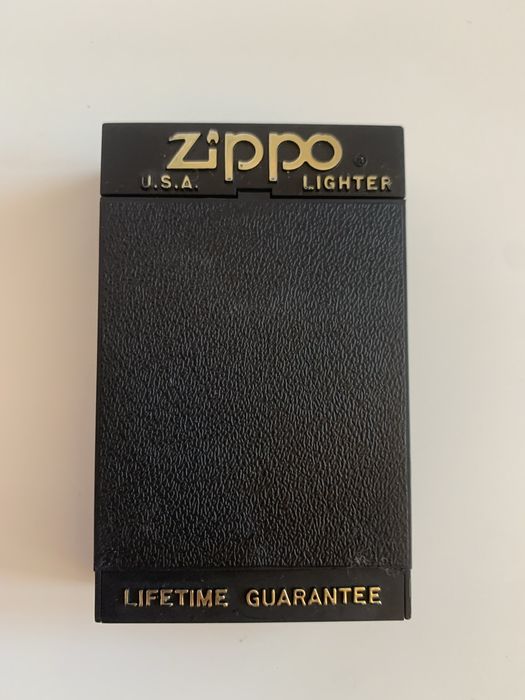 zippo ®
U.S.A. LIGHTER
LIFETIME GUARANTEE